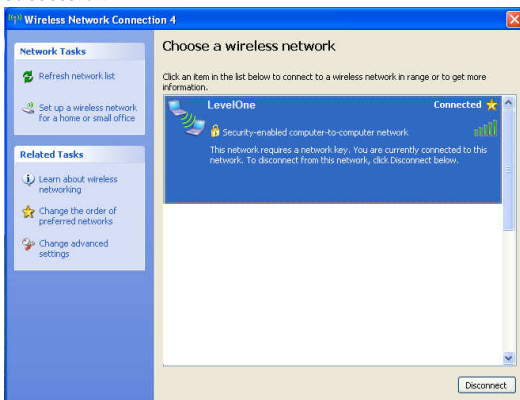 Wireless Network Connection 4
Network Tasks
Refresh network list
Set up a wireless network
for a home or small office
Related Tasks
Learn about wireless
networking
Change the order of
preferred networks
Change advanced
settings
Choose a wireless network
Click an item in the list below to connect to a wireless network in range or to get more
information.
LevelOne Connected
Security-enabled computer-to-computer network
This network requires a network key. You are currently connected to this
network. To disconnect from this network, click Disconnect below.
Disconnect